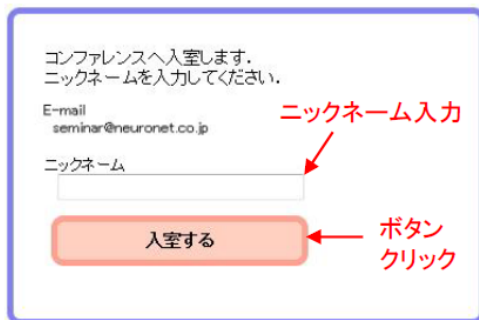 コンファレンスへ入室します.
ニックネームを入力してください.
E-mail
seminar@neuronet.co.jp
ニックネーム入力
ニックネーム
入室する
ボタン
クリック